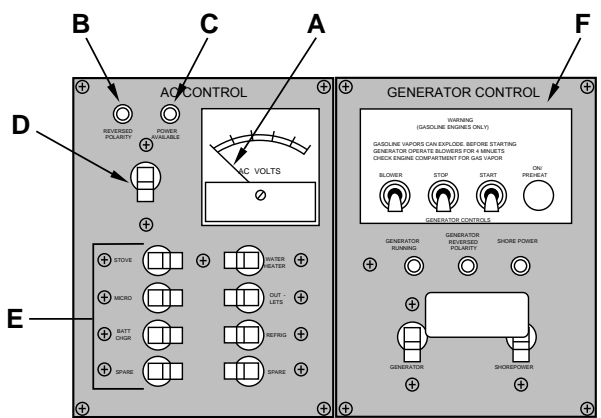 B
C
A
F
D
E
AC CONTROL
REVERSED
POLARITY
POWER
AVAILABLE
AC VOLTS
STOVE
WATER
HEATER
MICRO
OUT -
LETS
BATT
CHGR
REFRIG
SPARE
SPARE
GENERATOR CONTROL
WARNING
(GASOLINE ENGINES ONLY)
GASOLINE VAPORS CAN EXPLODE. BEFORE STARTING
GENERATOR OPERATE BLOWERS FOR 4 MINUETS
CHECK ENGINE COMPARTMENT FOR GAS VAPOR
BLOWER
STOP
START
ON/
PREHEAT
GENERATOR CONTROLS
GENERATOR
RUNNING
GENERATOR
REVERSED
POLARITY
SHORE POWER
GENERATOR
SHOREPOWER